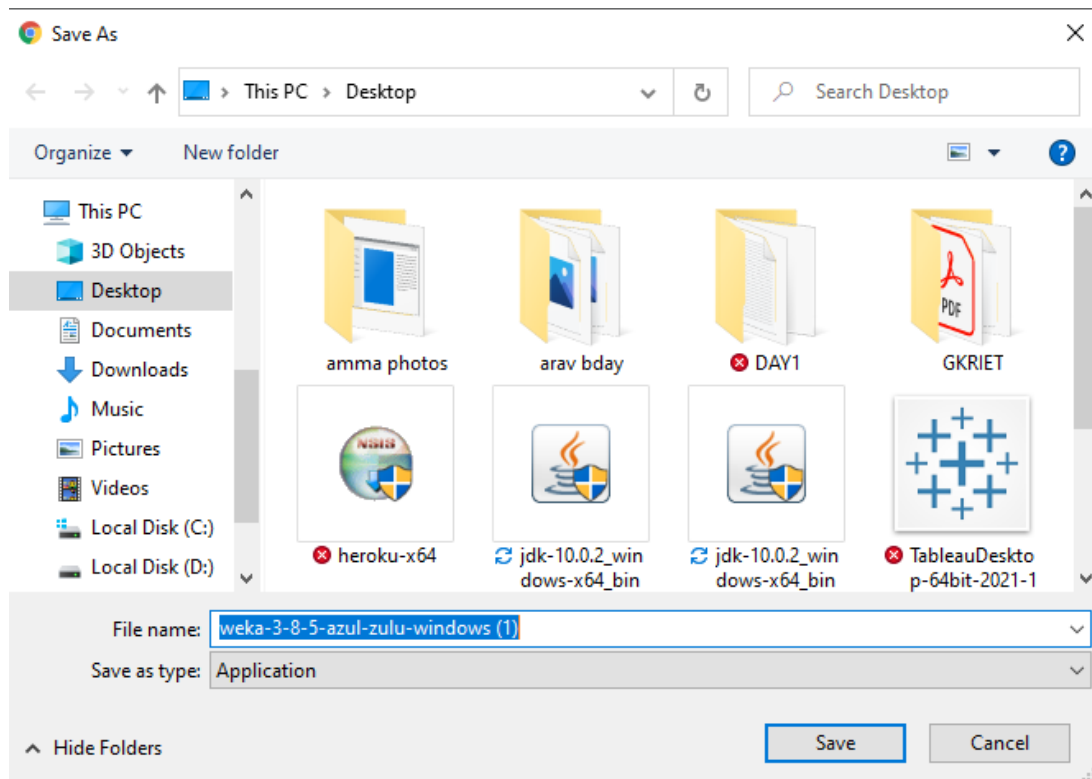 Save As
This PC > Desktop
Search Desktop
Organize
New folder
This PC
3D Objects
Desktop
Documents
Downloads
Music
Pictures
Videos
Local Disk (C:)
Local Disk (D:)
amma photos
arav bday
DAY1
PDF
GKRIET
NSIS
heroku-x64
jdk-10.0.2_win
dows-x64_bin
jdk-10.0.2_win
dows-x64_bin
TableauDeskto
p-64bit-2021-1
File name: weka-3-8-5-azul-zulu-windows (1)
Save as type: Application
Hide Folders
Save
Cancel